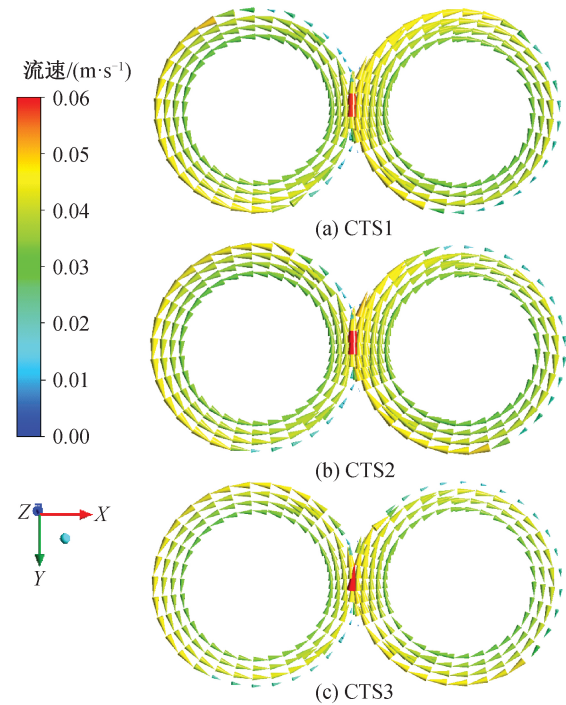 流速/(m·s⁻¹)
0.06
0.05
0.04
0.03
0.02
0.01
0.00
(a) CTS1
(b) CTS2
Z
X
Y
(c) CTS3